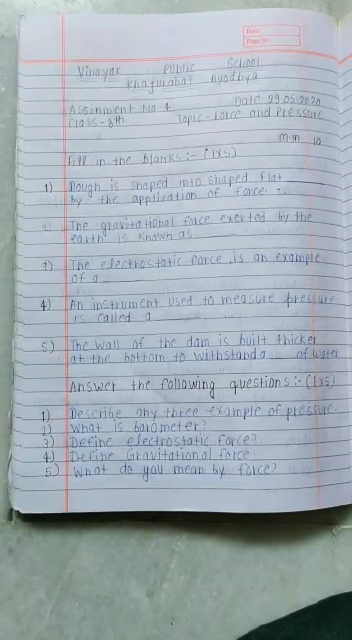 Date:
Page No:
Vinayak Public School
Khajurahat Ayodhya
Assignment No. 4 Date 29.05.2020
Class - 8th. Topic - Force and Pressure
m.m. 10
Fill in the blanks :- (1x5)
1) Dough is shaped into shaped flat
by the application of force. :-
2. The gravitational force exerted by the
earth is known as
3) The electrostatic force, is an example
of a
4) An instrument used to measure pressure
is called a
5) The wall of the dam is built thicker
at the bottom to withstand a of water
Answer the following questions :- (1x5)
1) Describe any three example of pressure.
2) What is barometer?
3) Define electrostatic force?
4) Define Gravitational force.
5) What do you mean by force?